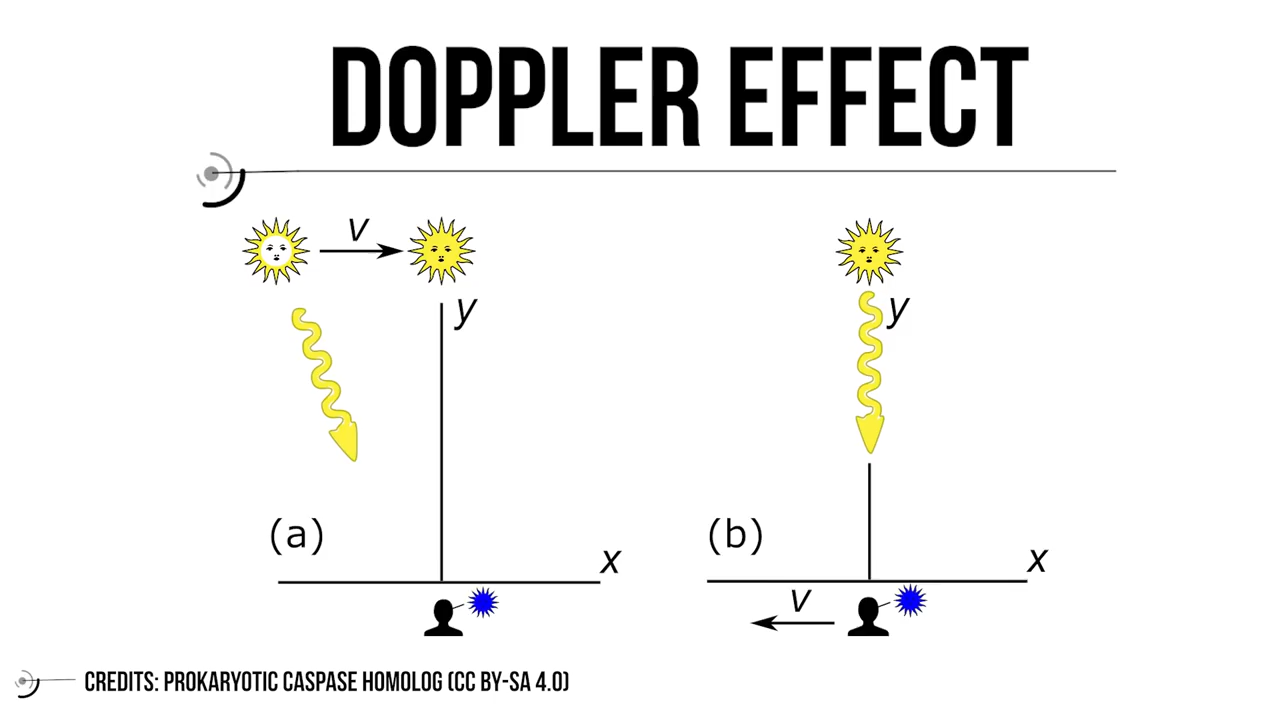 DOPPLER EFFECT
v
y
y
(a)
(b)
x
x
v
CREDITS: PROKARYOTIC CASPASE HOMOLOG (CC BY-SA 4.0)